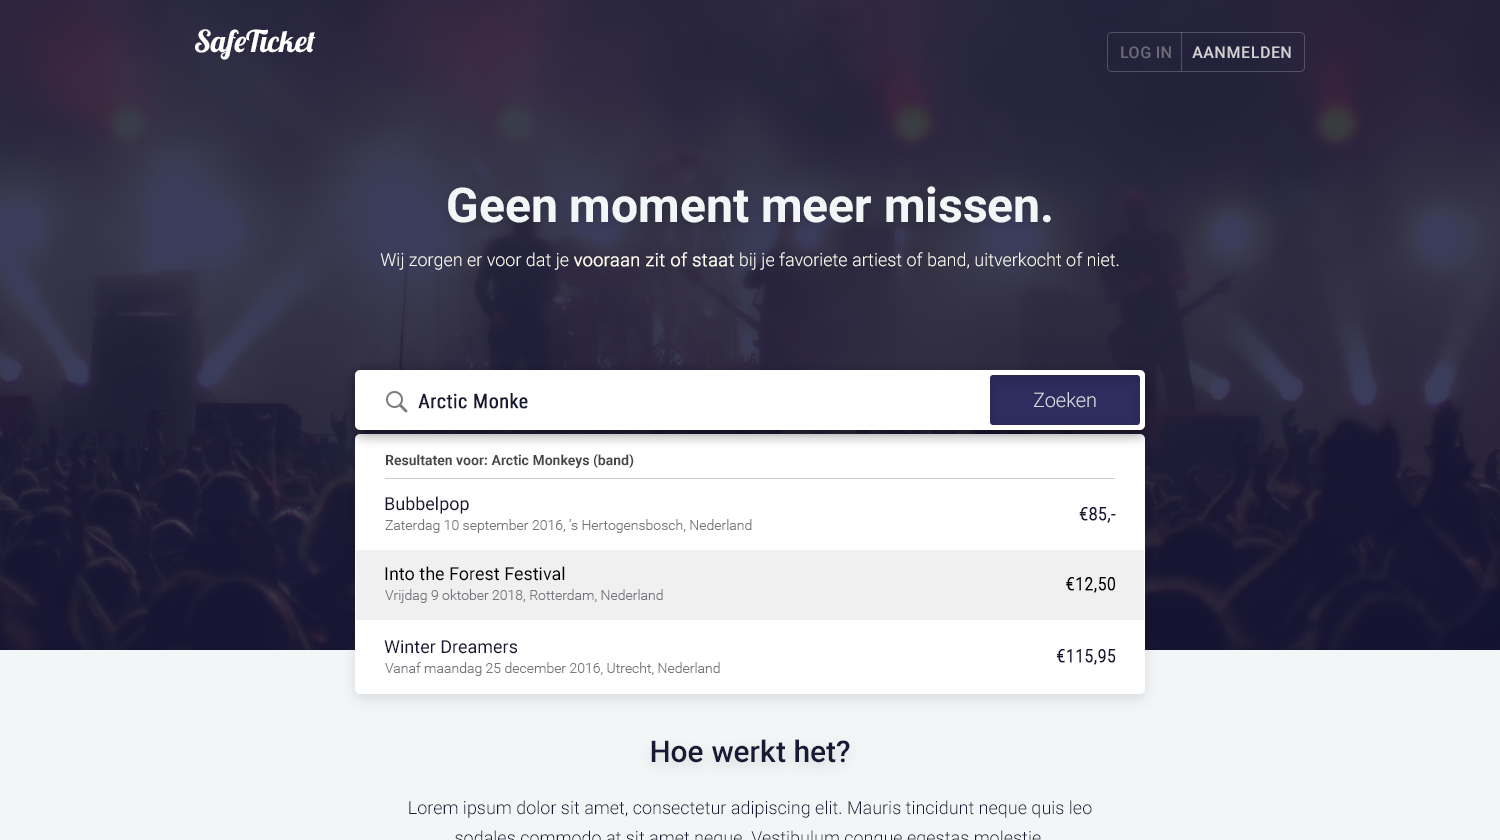 SafeTicket
LOG IN
AANMELDEN
Geen moment meer missen.
Wij zorgen er voor dat je vooraan zit of staat bij je favoriete artiest of band, uitverkocht of niet.
Arctic Monke
Zoeken
Resultaten voor: Arctic Monkeys (band)
Bubbelpop
Zaterdag 10 september 2016, ‘s Hertogensbosch, Nederland
€85,-
Into the Forest Festival
Vrijdag 9 oktober 2018, Rotterdam, Nederland
€12,50
Winter Dreamers
Vanaf maandag 25 december 2016, Utrecht, Nederland
€115,95
Hoe werkt het?
Lorem ipsum dolor sit amet, consectetur adipiscing elit. Mauris tincidunt neque quis leo
sodales commodo at sit amet neque. Vestibulum congue egestas molestie.